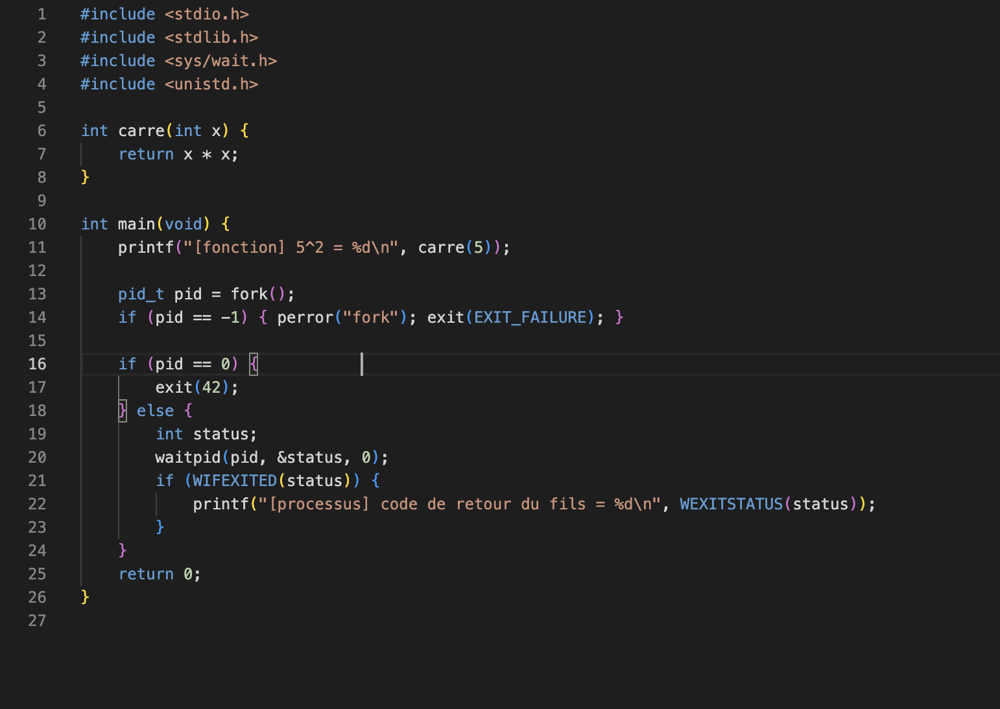 1 #include <stdio.h>
2 #include <stdlib.h>
3 #include <sys/wait.h>
4 #include <unistd.h>
5
6 int carre(int x) {
7     return x * x;
8 }
9
10 int main(void) {
11     printf("[fonction] 5^2 = %d\n", carre(5));
12
13     pid_t pid = fork();
14     if (pid == -1) { perror("fork"); exit(EXIT_FAILURE); }
15
16     if (pid == 0) {
17         exit(42);
18     } else {
19         int status;
20         waitpid(pid, &status, 0);
21         if (WIFEXITED(status)) {
22             printf("[processus] code de retour du fils = %d\n", WEXITSTATUS(status));
23         }
24     }
25     return 0;
26 }
27